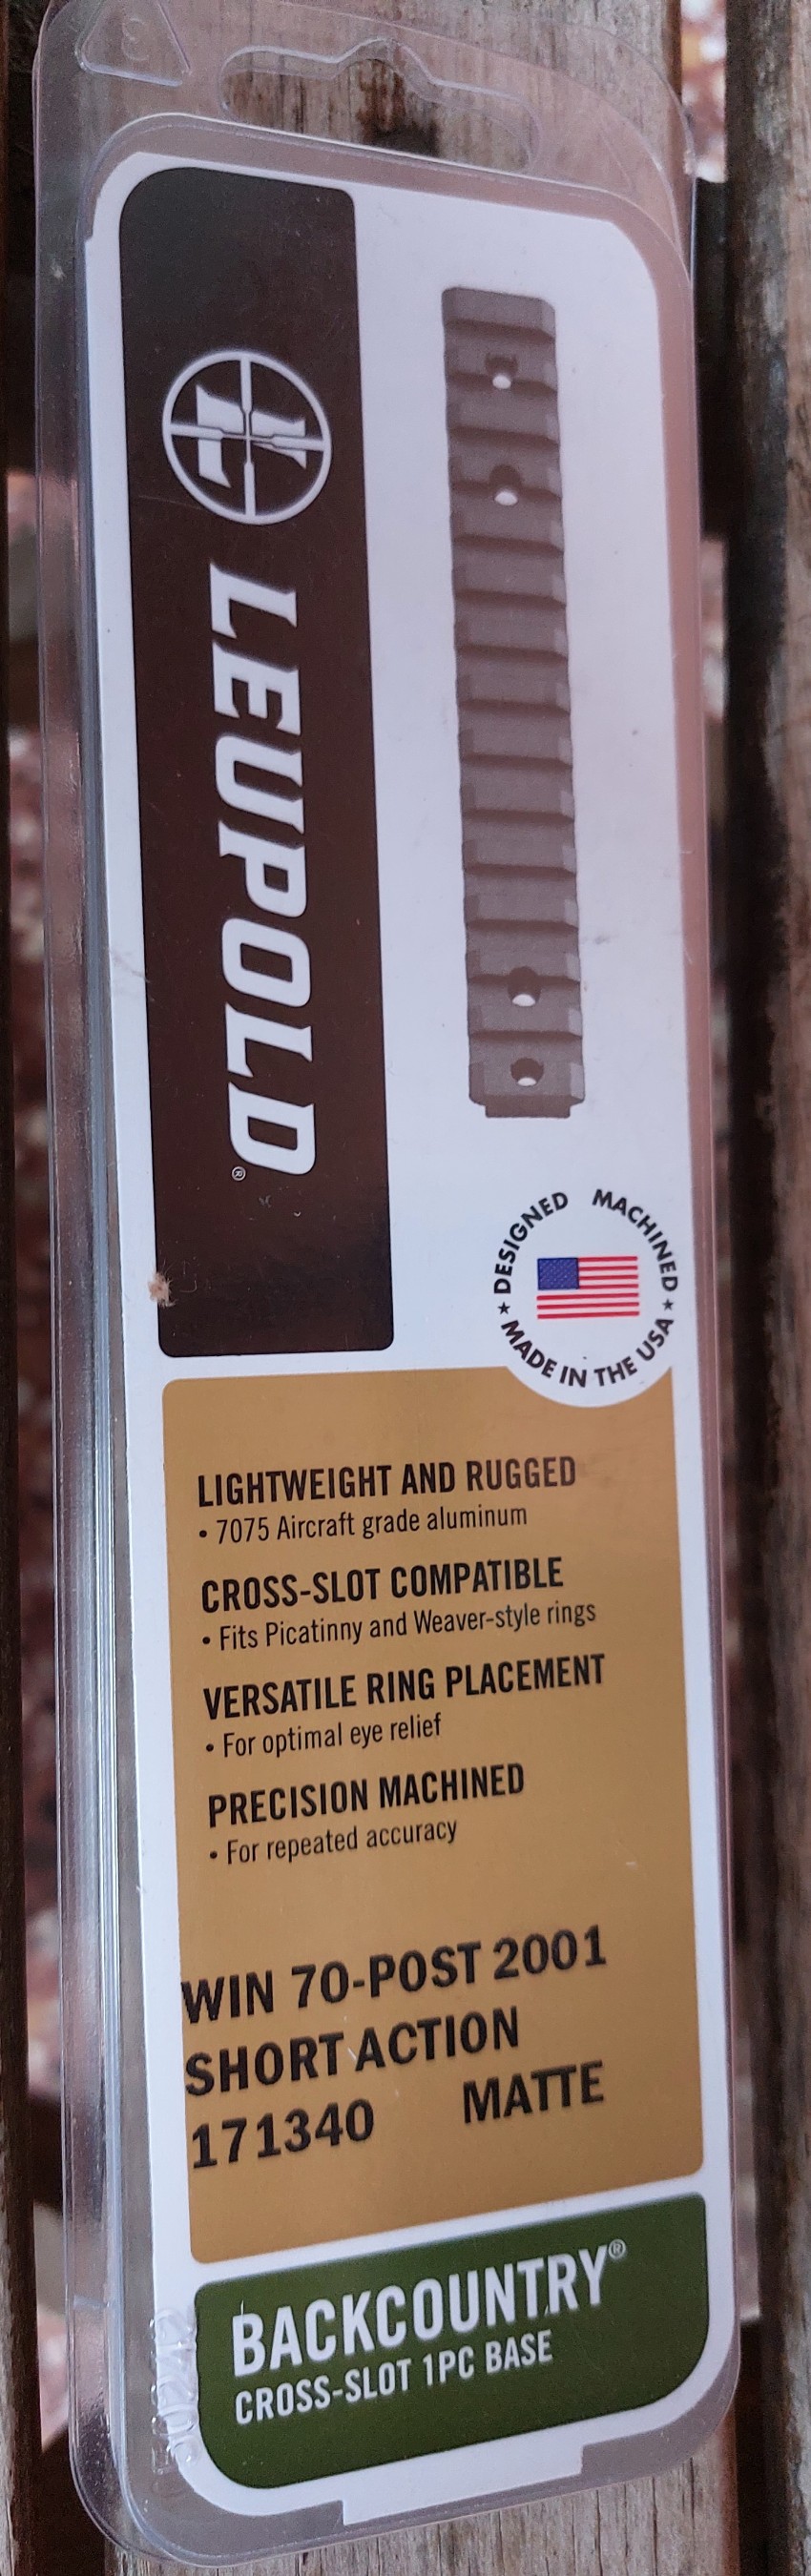 3
LEUPOLD®
DESIGNED MACHINED
★ MADE IN THE USA ★
LIGHTWEIGHT AND RUGGED
• 7075 Aircraft grade aluminum
CROSS-SLOT COMPATIBLE
• Fits Picatinny and Weaver-style rings
VERSATILE RING PLACEMENT
• For optimal eye relief
PRECISION MACHINED
• For repeated accuracy
WIN 70-POST 2001
SHORT ACTION
171340 MATTE
BACKCOUNTRY®
CROSS-SLOT 1PC BASE